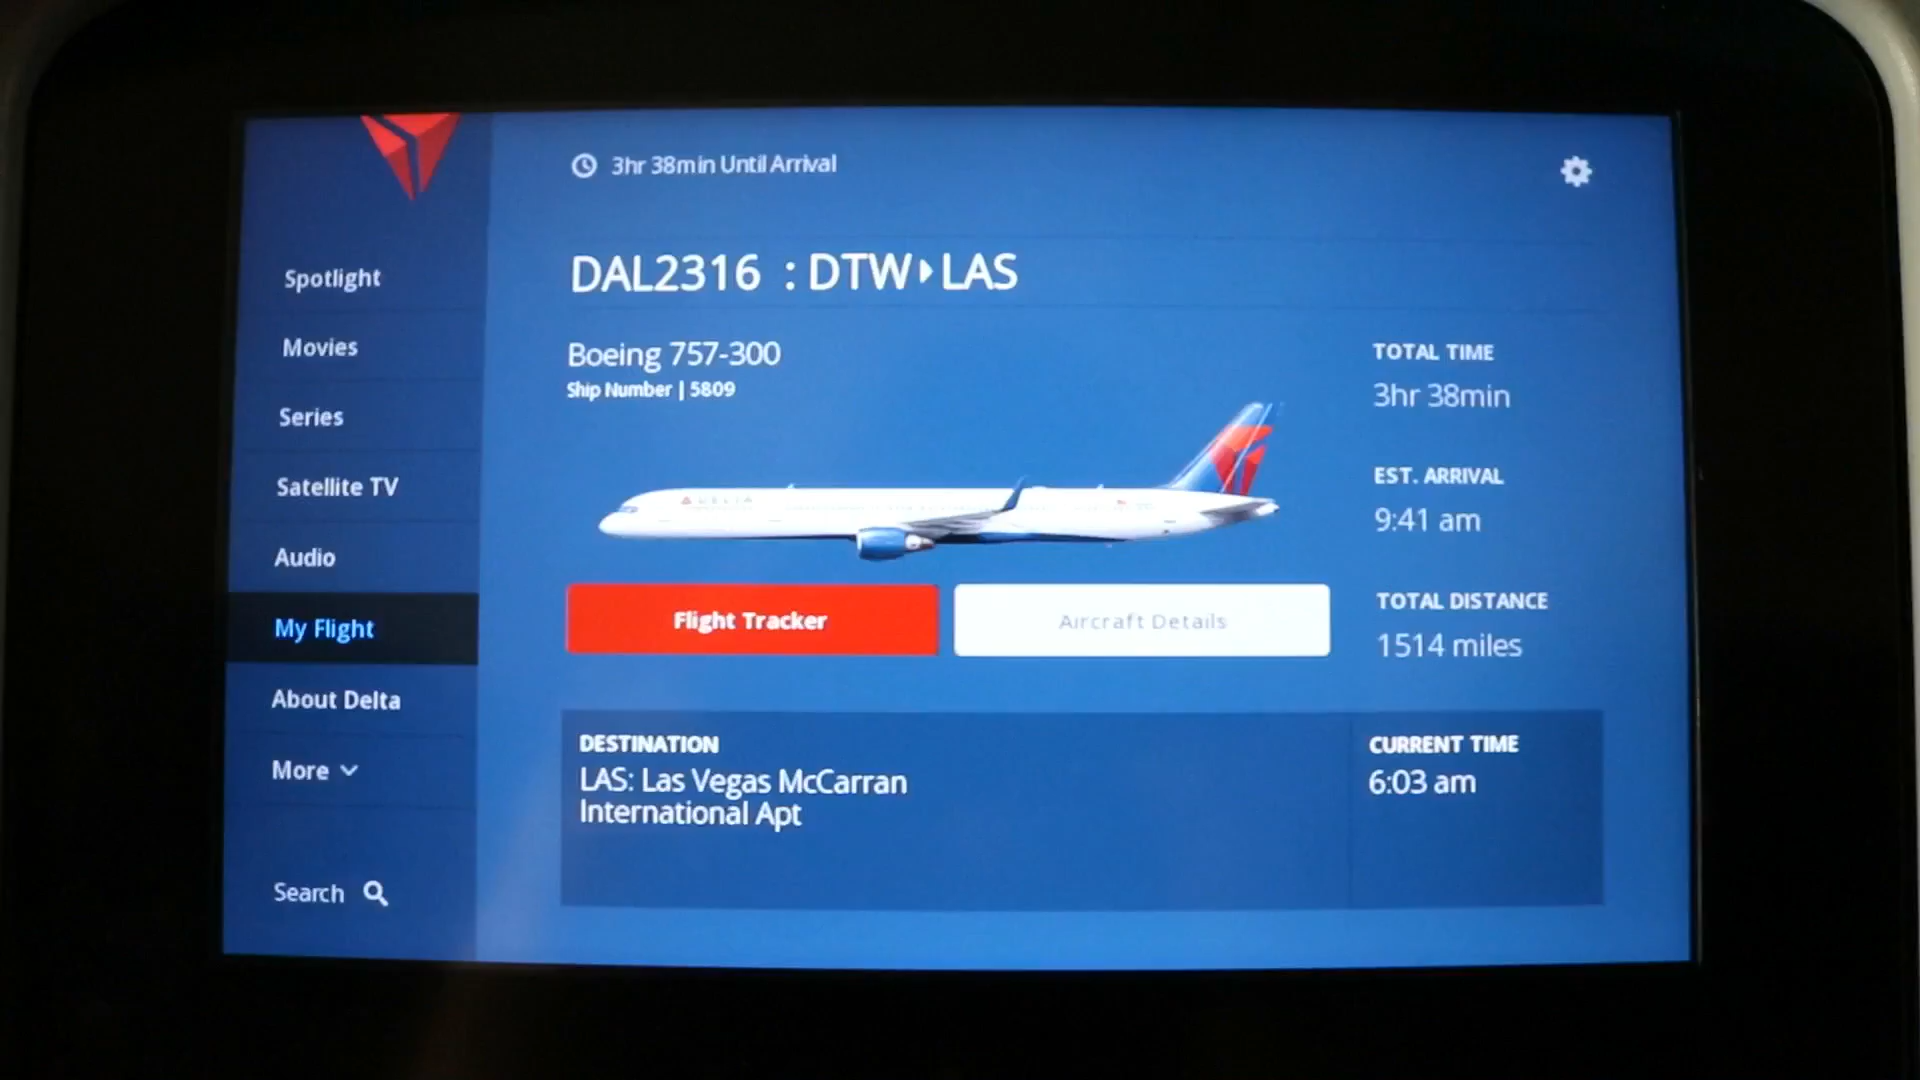 3hr 38min Until Arrival
DAL2316 : DTW▸LAS
Spotlight
Movies
Series
Satellite TV
Audio
My Flight
About Delta
More
Search
Boeing 757-300
Ship Number | 5809
DELTA
Flight Tracker
Aircraft Details
TOTAL TIME
3hr 38min
EST. ARRIVAL
9:41 am
TOTAL DISTANCE
1514 miles
DESTINATION
LAS: Las Vegas McCarran
International Apt
CURRENT TIME
6:03 am